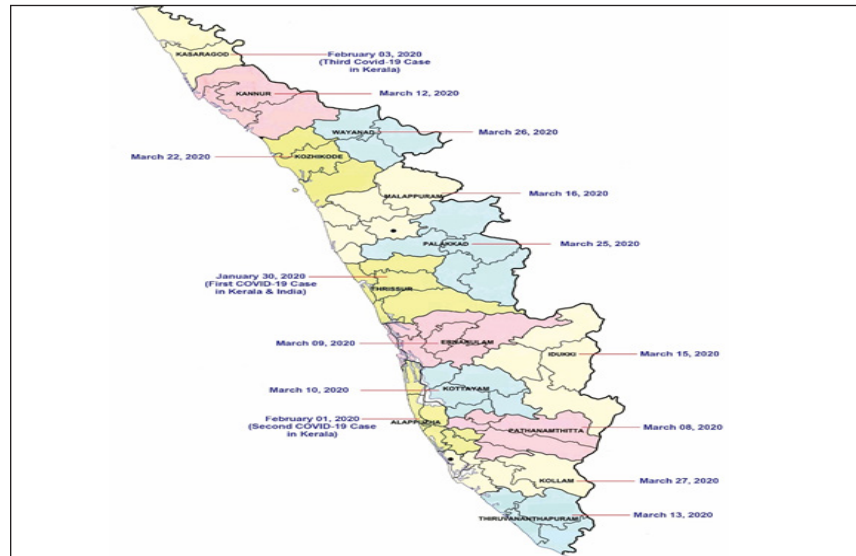 KASARAGOD
February 03, 2020
(Third Covid-19 Case
in Kerala)
KANNUR
March 12, 2020
WAYANAD
March 26, 2020
March 22, 2020
KOZHIKODE
MALAPPURAM
March 16, 2020
PALAKKAD
March 25, 2020
January 30, 2020
(First COVID-19 Case
in Kerala & India)
THRISSUR
March 09, 2020
ERNAKULAM
IDUKKI
March 15, 2020
March 10, 2020
KOTTAYAM
February 01, 2020
(Second COVID-19 Case
in Kerala)
ALAPPUZHA
PATHANAMTHITTA
March 08, 2020
KOLLAM
March 27, 2020
THIRUVANANTHAPURAM
March 13, 2020